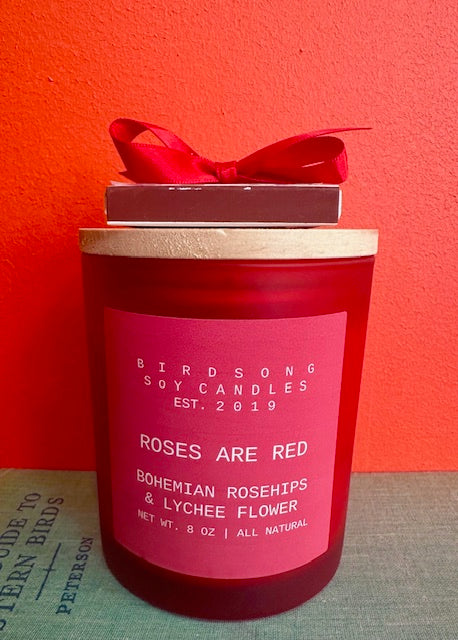 BIRDSONG
SOY CANDLES
EST. 2019
ROSES ARE RED
BOHEMIAN ROSEHIPS
& LYCHEE FLOWER
NET WT. 8 OZ | ALL NATURAL
GUIDE TO
STERN BIRDS
PETERSON